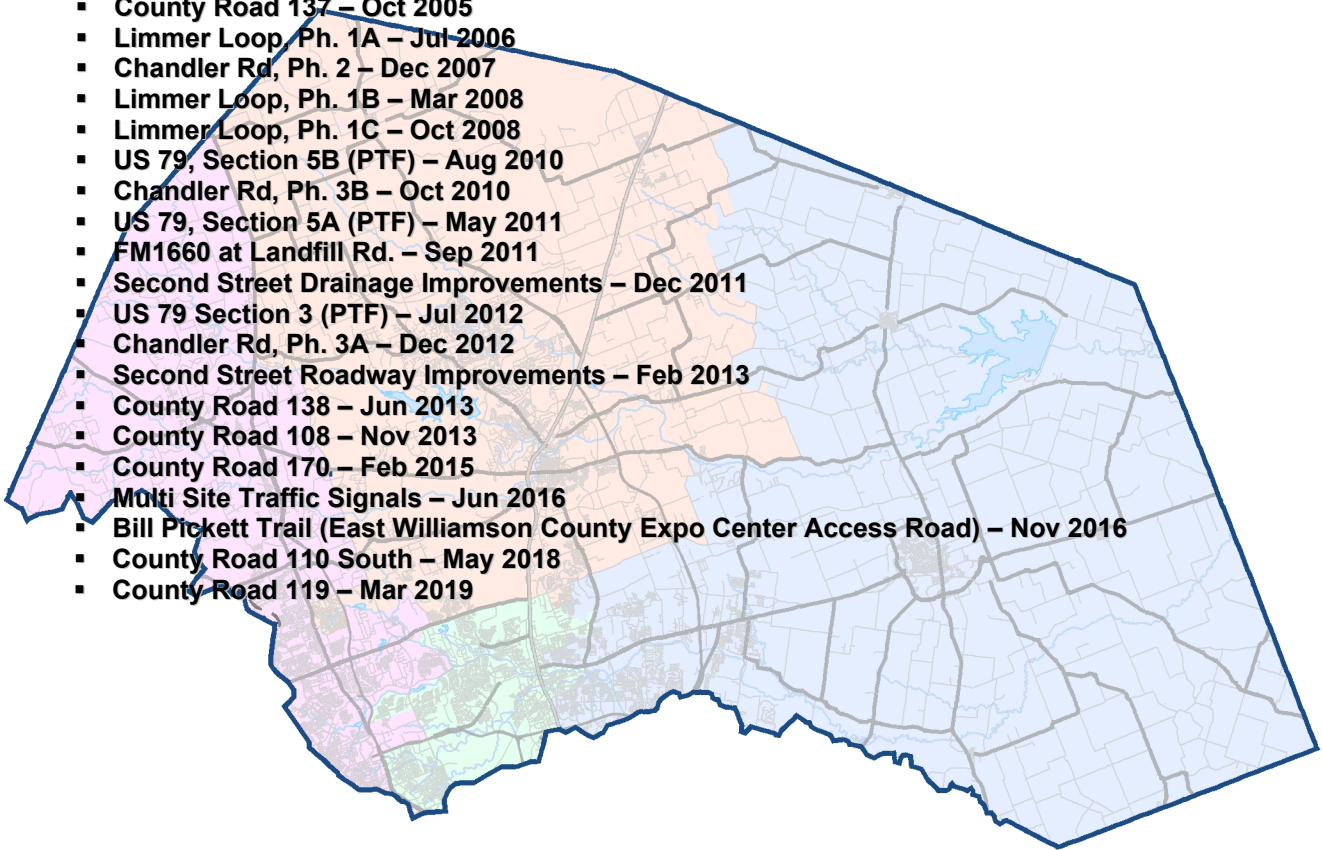 ▪ County Road 137 – Oct 2005
▪ Limmer Loop, Ph. 1A – Jul 2006
▪ Chandler Rd, Ph. 2 – Dec 2007
▪ Limmer Loop, Ph. 1B – Mar 2008
▪ Limmer Loop, Ph. 1C – Oct 2008
▪ US 79, Section 5B (PTF) – Aug 2010
▪ Chandler Rd, Ph. 3B – Oct 2010
▪ US 79, Section 5A (PTF) – May 2011
▪ FM1660 at Landfill Rd. – Sep 2011
▪ Second Street Drainage Improvements – Dec 2011
▪ US 79 Section 3 (PTF) – Jul 2012
▪ Chandler Rd, Ph. 3A – Dec 2012
▪ Second Street Roadway Improvements – Feb 2013
▪ County Road 138 – Jun 2013
▪ County Road 108 – Nov 2013
▪ County Road 170 – Feb 2015
▪ Multi Site Traffic Signals – Jun 2016
▪ Bill Pickett Trail (East Williamson County Expo Center Access Road) – Nov 2016
▪ County Road 110 South – May 2018
▪ County Road 119 – Mar 2019